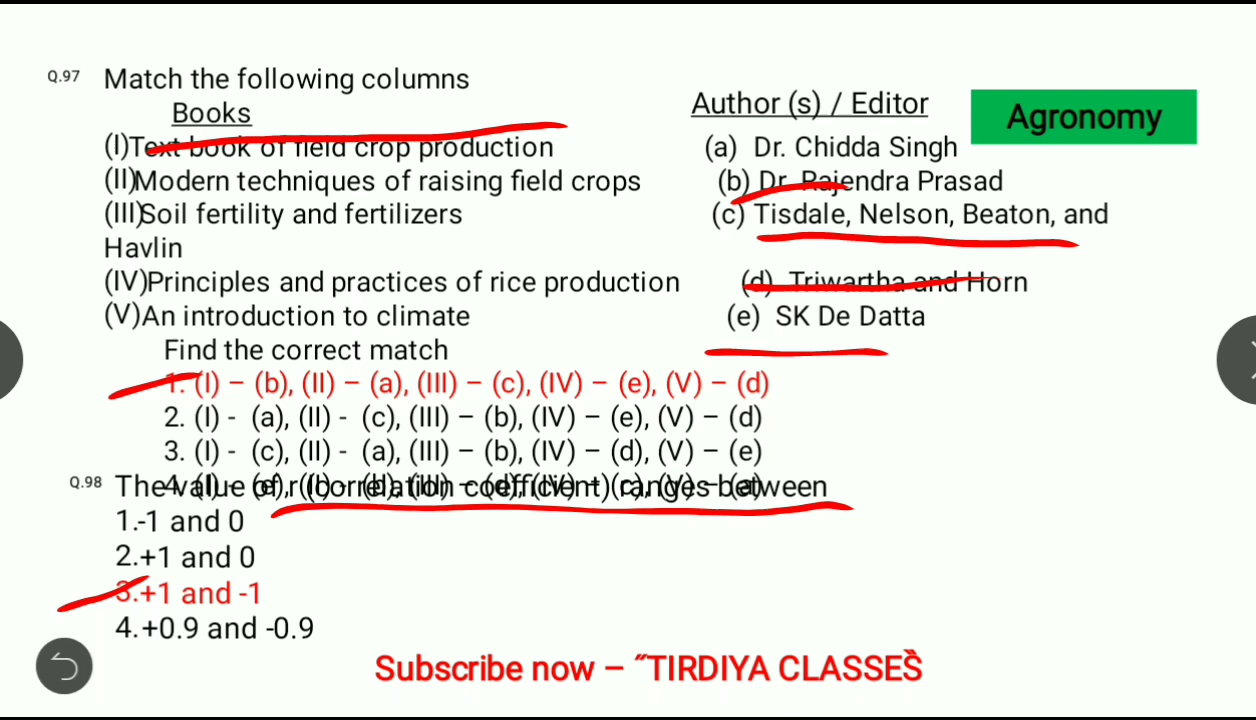 Q.97 Match the following columns
Books Author (s) / Editor
Agronomy
(I)Text book of field crop production (a) Dr. Chidda Singh
(II)Modern techniques of raising field crops (b) Dr. Rajendra Prasad
(III)Soil fertility and fertilizers (c) Tisdale, Nelson, Beaton, and
Havlin
(IV)Principles and practices of rice production (d) Triwartha and Horn
(V)An introduction to climate (e) SK De Datta
Find the correct match
1. (I) – (b), (II) – (a), (III) – (c), (IV) – (e), (V) – (d)
2. (I) - (a), (II) - (c), (III) – (b), (IV) – (e), (V) – (d)
3. (I) - (c), (II) - (a), (III) – (b), (IV) – (d), (V) – (e)
Q.98 The value of r (correlation coefficient) ranges between
1.-1 and 0
2.+1 and 0
3.+1 and -1
4.+0.9 and -0.9
Subscribe now – ˝TIRDIYA CLASSES̏